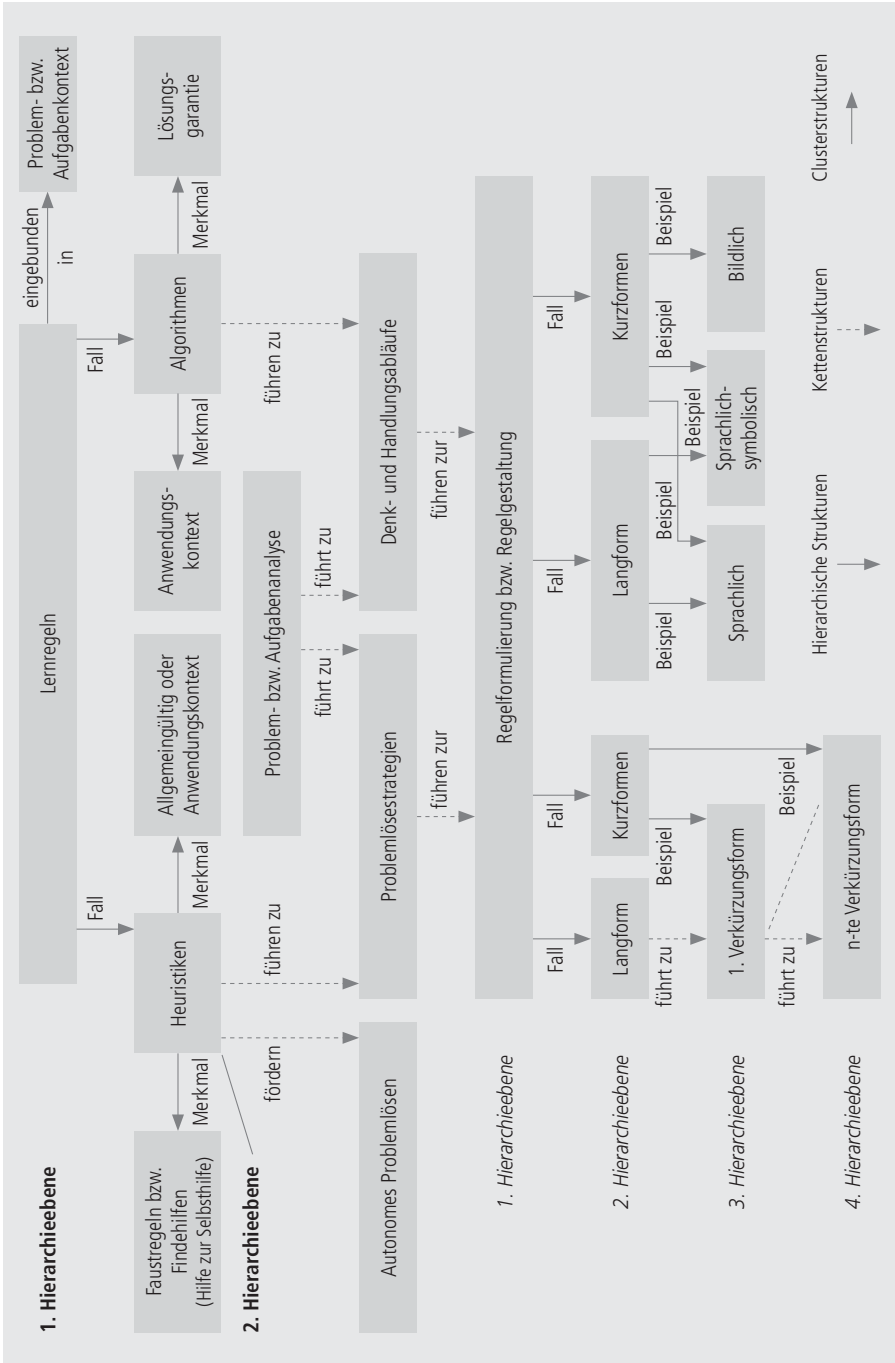 1. Hierarchieebene
Lernregeln
eingebunden
in
Problem- bzw.
Aufgabenkontext
Fall
Fall
Faustregeln bzw.
Findehilfen
(Hilfe zur Selbsthilfe)
Merkmal
Heuristiken
Merkmal
Allgemeingültig oder
Anwendungskontext
Anwendungs-
kontext
Merkmal
Algorithmen
Merkmal
Lösungs-
garantie
2. Hierarchieebene
fördern
führen zu
Problem- bzw. Aufgabenanalyse
führen zu
führt zu
führt zu
Autonomes Problemlösen
Problemlösestrategien
Denk- und Handlungsabläufe
führen zur
führen zur
1. Hierarchieebene
Regelformulierung bzw. Regelgestaltung
Fall
Fall
Fall
Fall
2. Hierarchieebene
Langform
Kurzformen
Langform
Kurzformen
führt zu
Beispiel
Beispiel
Beispiel
Beispiel
Beispiel
Beispiel
3. Hierarchieebene
1. Verkürzungsform
Sprachlich
Sprachlich-
symbolisch
Bildlich
führt zu
Beispiel
4. Hierarchieebene
n-te Verkürzungsform
Hierarchische Strukturen
Kettenstrukturen
Clusterstrukturen